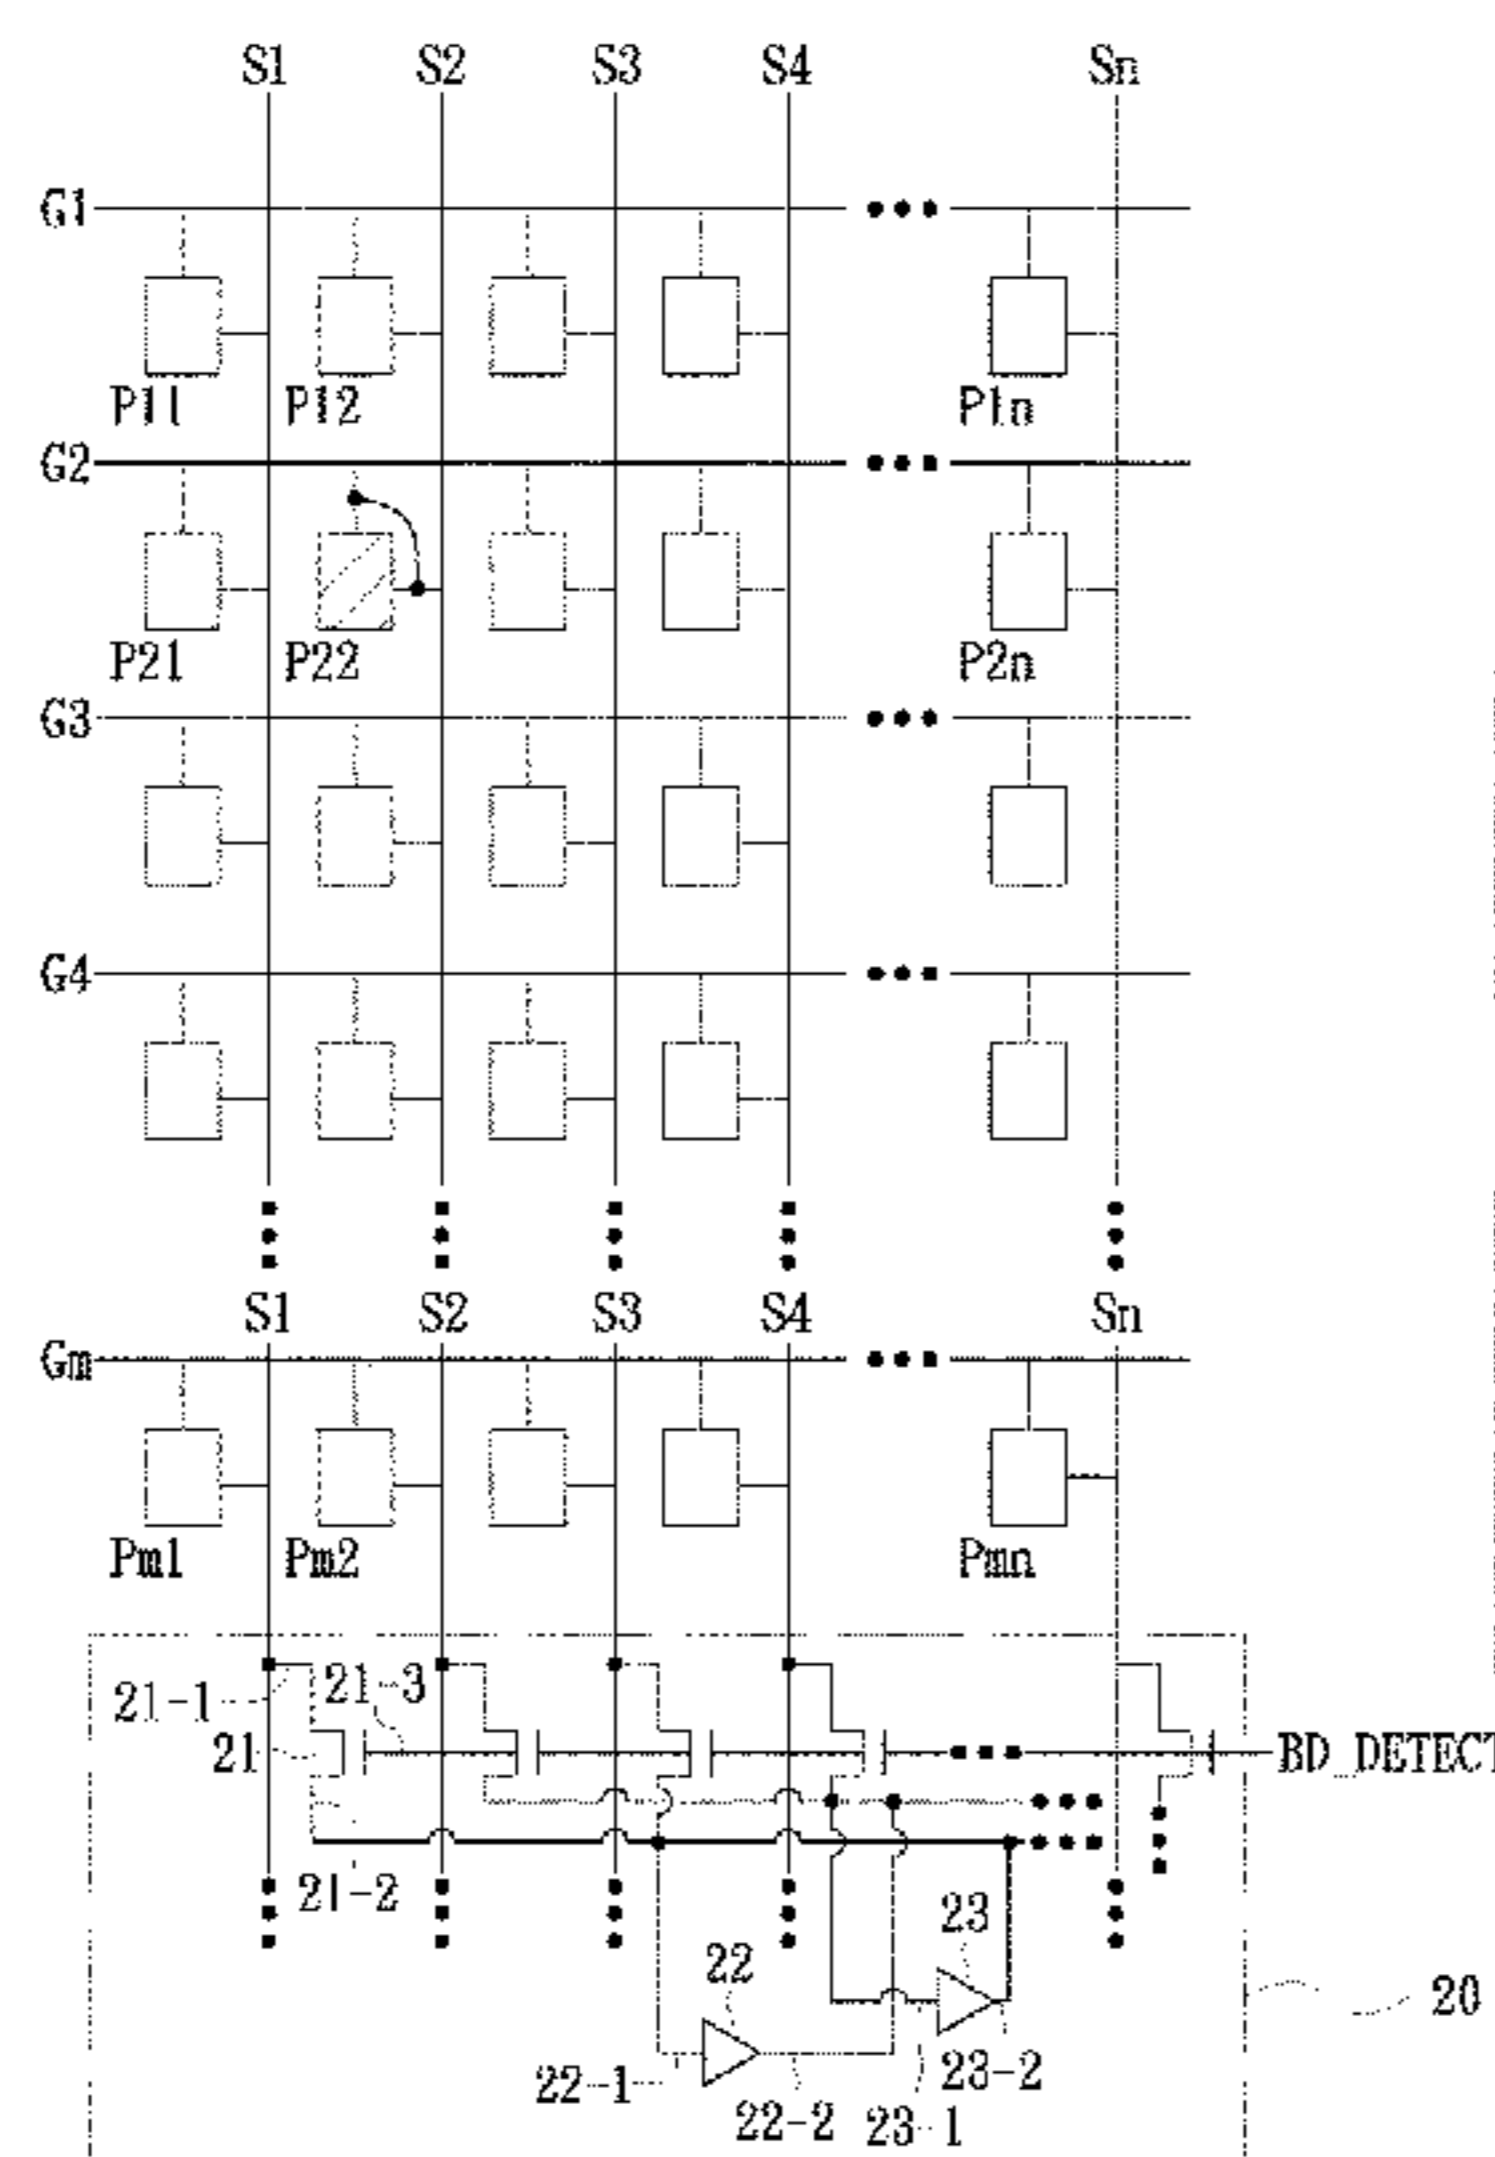 S1 S2 S3 S4 Sn
G1
P11 P12 P1n
G2
P21 P22 P2n
G3
G4
S1 S2 S3 S4 Sn
Gm
Pm1 Pm2 Pmn
21-1 21-3
21 BD_DETECT
21-2 23
22 20
22-1 23-2
22-2 23-1